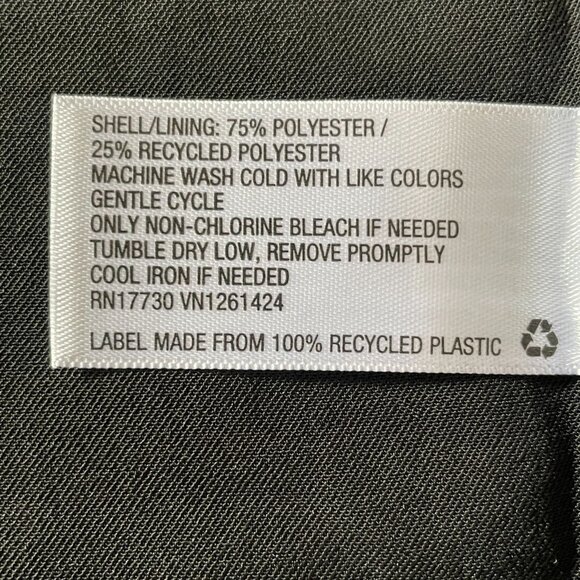 SHELL/LINING: 75% POLYESTER /
25% RECYCLED POLYESTER
MACHINE WASH COLD WITH LIKE COLORS
GENTLE CYCLE
ONLY NON-CHLORINE BLEACH IF NEEDED
TUMBLE DRY LOW, REMOVE PROMPTLY
COOL IRON IF NEEDED
RN17730 VN1261424
LABEL MADE FROM 100% RECYCLED PLASTIC